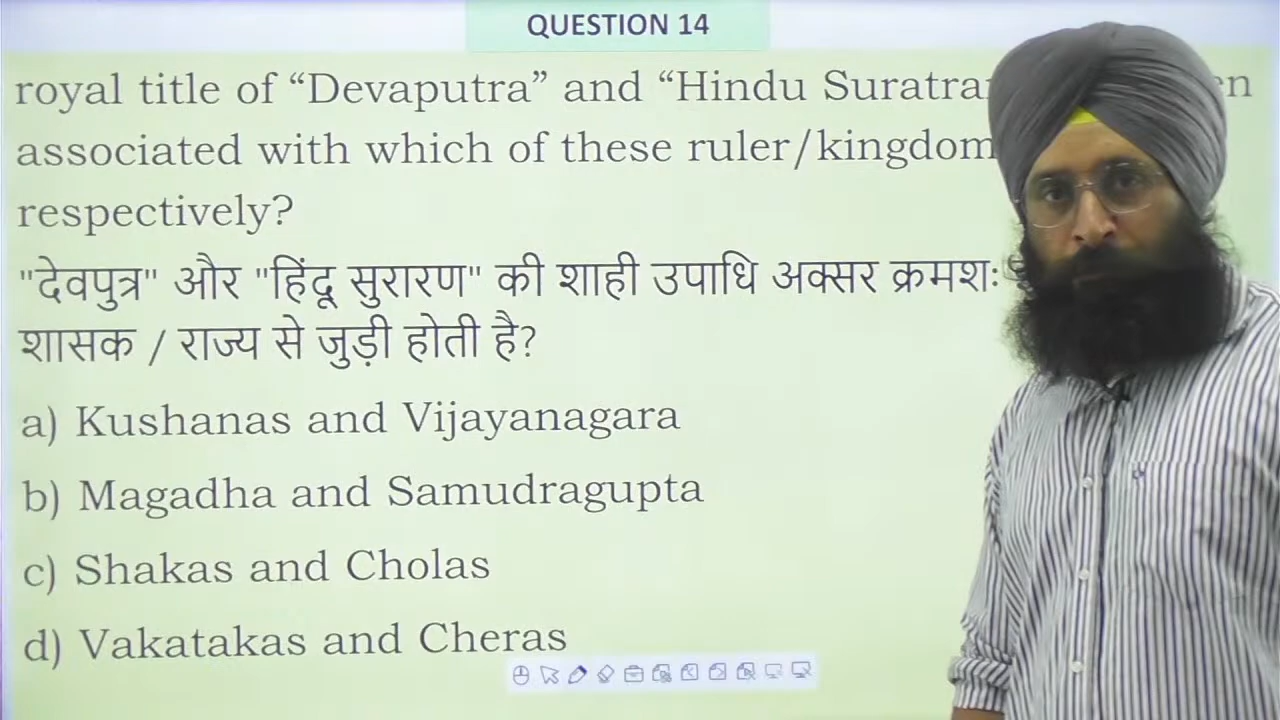 QUESTION 14
royal title of “Devaputra” and “Hindu
associated with which of these ruler/kingdom
respectively?
"देवपुत्र" और "हिंदू सुरारण" की शाही उपाधि अक्सर क्रमशः
शासक / राज्य से जुड़ी होती है?
a) Kushanas and Vijayanagara
b) Magadha and Samudragupta
c) Shakas and Cholas
d) Vakatakas and Cheras